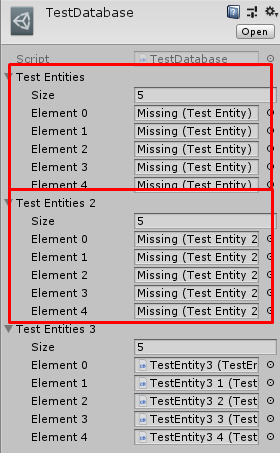 TestDatabase
Open
Script TestDatabase
Test Entities
Size 5
Element 0 Missing (Test Entity)
Element 1 Missing (Test Entity)
Element 2 Missing (Test Entity)
Element 3 Missing (Test Entity)
Element 4 Missing (Test Entity)
Test Entities 2
Size 5
Element 0 Missing (Test Entity 2
Element 1 Missing (Test Entity 2
Element 2 Missing (Test Entity 2
Element 3 Missing (Test Entity 2
Element 4 Missing (Test Entity 2
Test Entities 3
Size 5
Element 0 TestEntity3 (TestEr
Element 1 TestEntity3 1 (Test
Element 2 TestEntity3 2 (Test
Element 3 TestEntity3 3 (Test
Element 4 TestEntity3 4 (Test